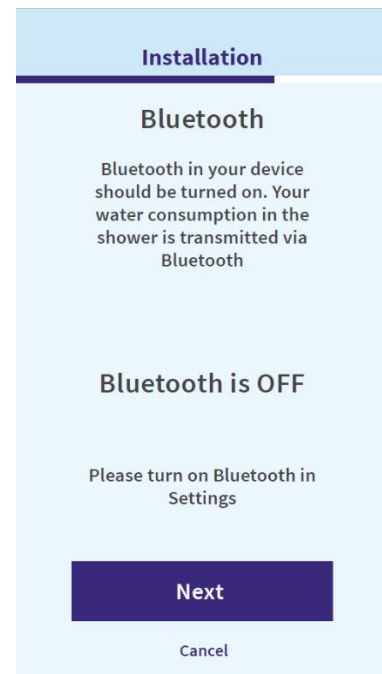 Installation
Bluetooth
Bluetooth in your device
should be turned on. Your
water consumption in the
shower is transmitted via
Bluetooth
Bluetooth is OFF
Please turn on Bluetooth in
Settings
Next
Cancel